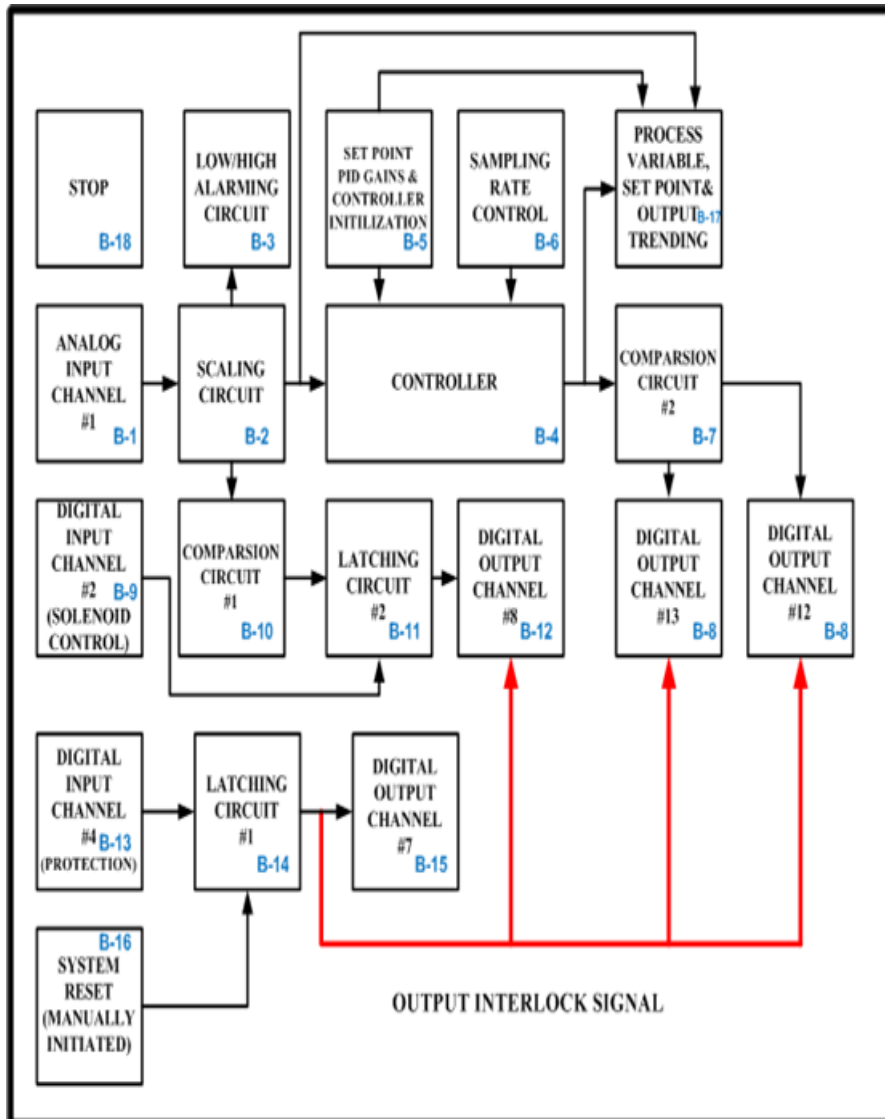 STOP
B-18
LOW/HIGH
ALARMING
CIRCUIT
B-3
SET POINT
PID GAINS &
CONTROLLER
INITILIZATION
B-5
SAMPLING
RATE
CONTROL
B-6
PROCESS
VARIABLE,
SET POINT&
OUTPUT B-17
TRENDING
ANALOG
INPUT
CHANNEL
#1
B-1
SCALING
CIRCUIT
B-2
CONTROLLER
B-4
COMPARSION
CIRCUIT
#2
B-7
DIGITAL
INPUT
CHANNEL
#2 B-9
(SOLENOID
CONTROL)
COMPARSION
CIRCUIT
#1
B-10
LATCHING
CIRCUIT
#2
B-11
DIGITAL
OUTPUT
CHANNEL
#8
B-12
DIGITAL
OUTPUT
CHANNEL
#13
B-8
DIGITAL
OUTPUT
CHANNEL
#12
B-8
DIGITAL
INPUT
CHANNEL
#4 B-13
(PROTECTION)
LATCHING
CIRCUIT
#1
B-14
DIGITAL
OUTPUT
CHANNEL
#7
B-15
B-16
SYSTEM
RESET
(MANUALLY
INITIATED)
OUTPUT INTERLOCK SIGNAL